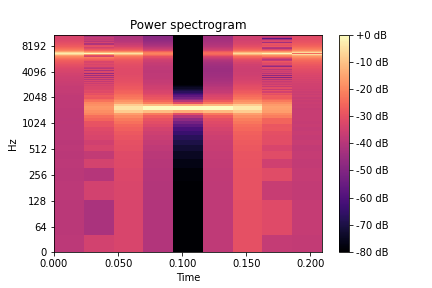 Power spectrogram
8192
4096
2048
1024
512
256
128
64
0
Hz
0.000 0.050 0.100 0.150 0.200
Time
+0 dB
-10 dB
-20 dB
-30 dB
-40 dB
-50 dB
-60 dB
-70 dB
-80 dB